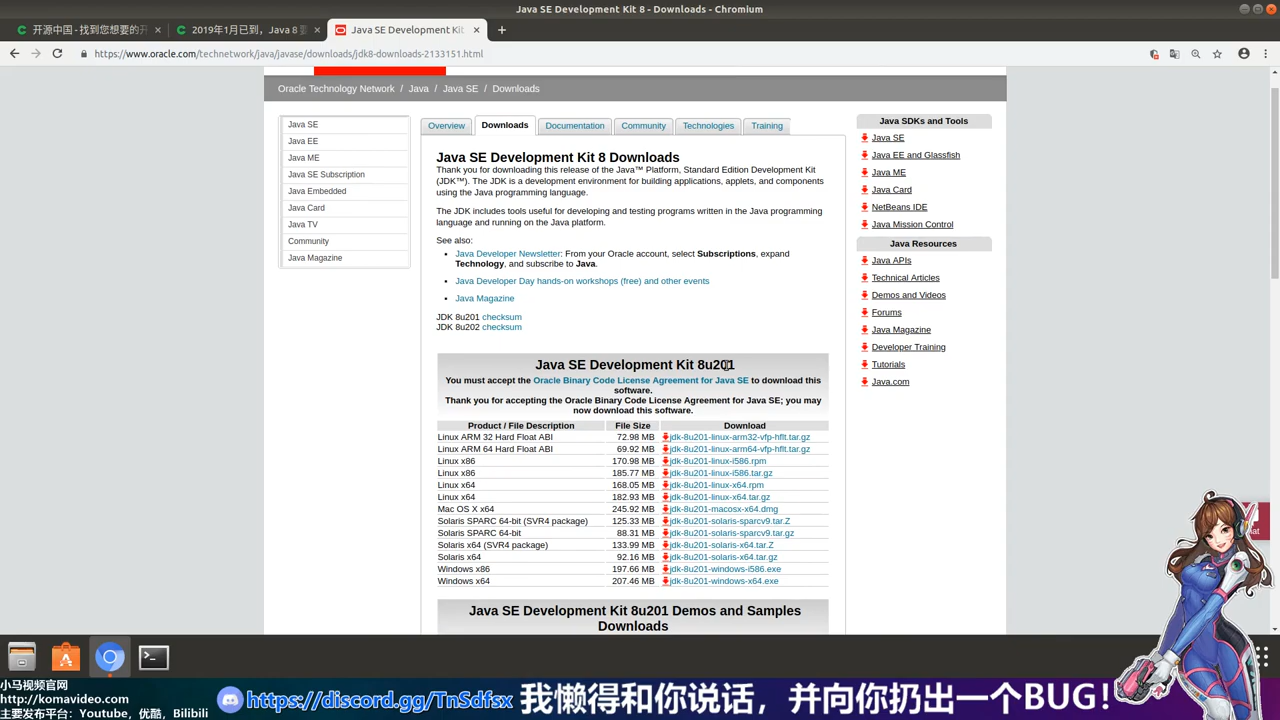 Java SE Development Kit 8 - Downloads - Chromium
开源中国 - 找到您想要的开
2019年1月已到，Java 8 要
Java SE Development Kit
https://www.oracle.com/technetwork/java/javase/downloads/jdk8-downloads-2133151.html
Oracle Technology Network / Java / Java SE / Downloads
Java SE
Java EE
Java ME
Java SE Subscription
Java Embedded
Java Card
Java TV
Community
Java Magazine
Overview
Downloads
Documentation
Community
Technologies
Training
Java SE Development Kit 8 Downloads
Thank you for downloading this release of the Java™ Platform, Standard Edition Development Kit
(JDK™). The JDK is a development environment for building applications, applets, and components
using the Java programming language.
The JDK includes tools useful for developing and testing programs written in the Java programming
language and running on the Java platform.
See also:
Java Developer Newsletter: From your Oracle account, select Subscriptions, expand
Technology, and subscribe to Java.
Java Developer Day hands-on workshops (free) and other events
Java Magazine
JDK 8u201 checksum
JDK 8u202 checksum
Java SE Development Kit 8u201
You must accept the Oracle Binary Code License Agreement for Java SE to download this
software.
Thank you for accepting the Oracle Binary Code License Agreement for Java SE; you may
now download this software.
Product / File Description File Size Download
Linux ARM 32 Hard Float ABI 72.98 MB jdk-8u201-linux-arm32-vfp-hflt.tar.gz
Linux ARM 64 Hard Float ABI 69.92 MB jdk-8u201-linux-arm64-vfp-hflt.tar.gz
Linux x86 170.98 MB jdk-8u201-linux-i586.rpm
Linux x86 185.77 MB jdk-8u201-linux-i586.tar.gz
Linux x64 168.05 MB jdk-8u201-linux-x64.rpm
Linux x64 182.93 MB jdk-8u201-linux-x64.tar.gz
Mac OS X x64 245.92 MB jdk-8u201-macosx-x64.dmg
Solaris SPARC 64-bit (SVR4 package) 125.33 MB jdk-8u201-solaris-sparcv9.tar.Z
Solaris SPARC 64-bit 88.31 MB jdk-8u201-solaris-sparcv9.tar.gz
Solaris x64 (SVR4 package) 133.99 MB jdk-8u201-solaris-x64.tar.Z
Solaris x64 92.16 MB jdk-8u201-solaris-x64.tar.gz
Windows x86 197.66 MB jdk-8u201-windows-i586.exe
Windows x64 207.46 MB jdk-8u201-windows-x64.exe
Java SE Development Kit 8u201 Demos and Samples
Downloads
Java SDKs and Tools
Java SE
Java EE and Glassfish
Java ME
Java Card
NetBeans IDE
Java Mission Control
Java Resources
Java APIs
Technical Articles
Demos and Videos
Forums
Java Magazine
Developer Training
Tutorials
Java.com
小马视频官网
http://komavideo.com
主要发布平台：Youtube，优酷，Bilibili
https://discord.gg/TnSdfsx 我懒得和你说话，并向你扔出一个BUG！